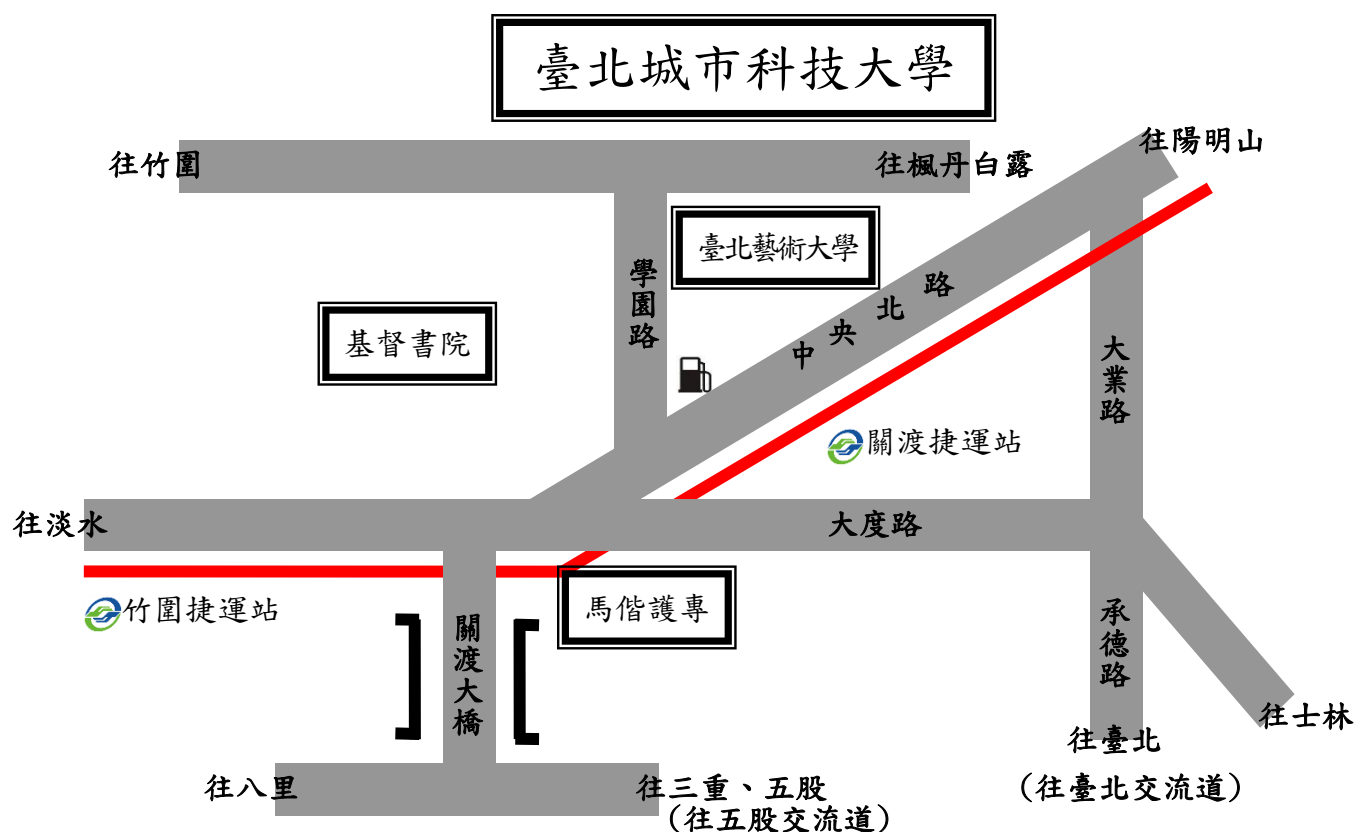 臺北城市科技大學
往竹圍
往楓丹白露
往陽明山
臺北藝術大學
學園路
中央北路
基督書院
大業路
關渡捷運站
往淡水
大度路
竹圍捷運站
關渡大橋
馬偕護專
承德路
往士林
往臺北
(往臺北交流道)
往八里
往三重、五股
(往五股交流道)